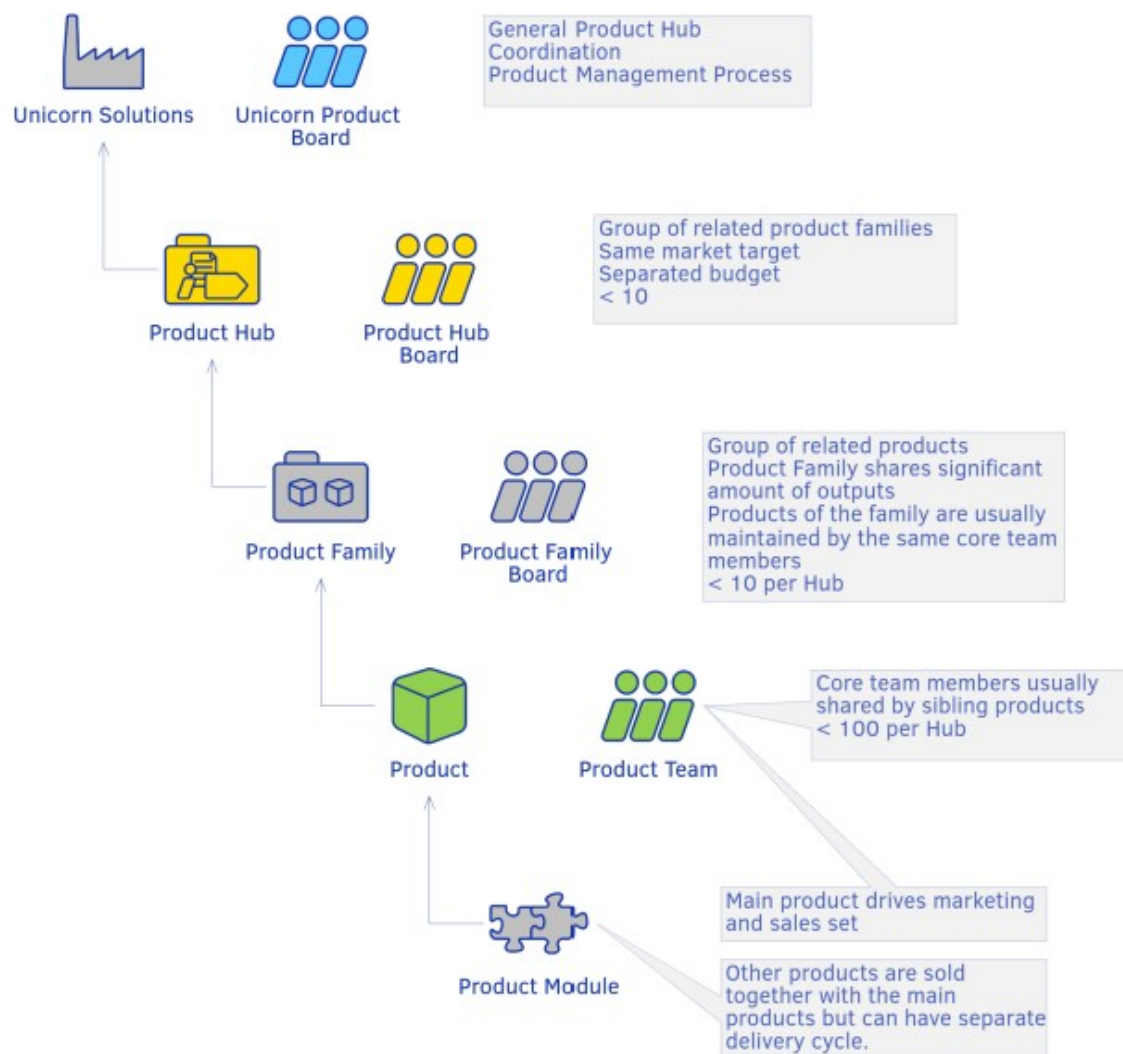 General Product Hub
Coordination
Product Management Process
Unicorn Solutions
Unicorn Product
Board
Group of related product families
Same market target
Separated budget
< 10
Product Hub
Product Hub
Board
Group of related products
Product Family shares significant
amount of outputs
Products of the family are usually
maintained by the same core team
members
< 10 per Hub
Product Family
Product Family
Board
Core team members usually
shared by sibling products
< 100 per Hub
Product
Product Team
Main product drives marketing
and sales set
Product Module
Other products are sold
together with the main
products but can have separate
delivery cycle.